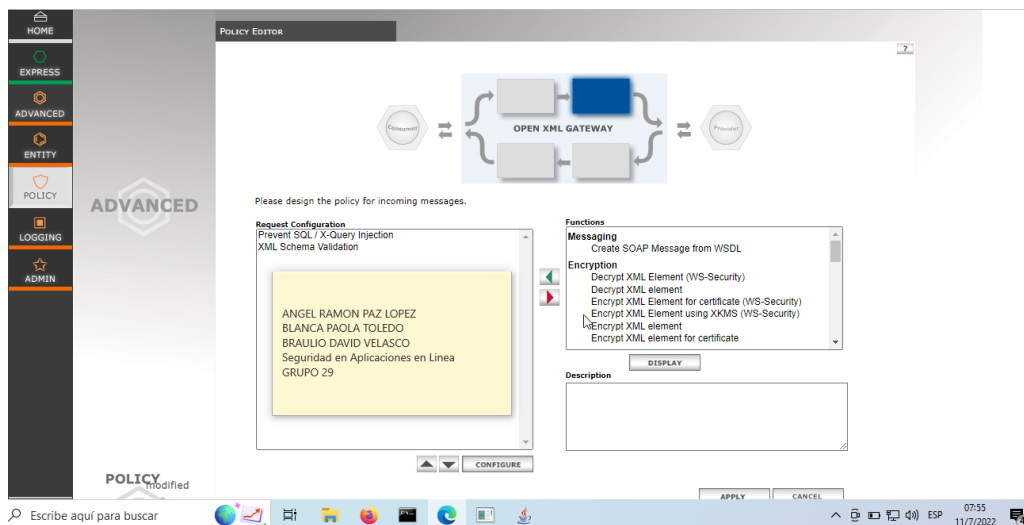 HOME
EXPRESS
ADVANCED
ENTITY
POLICY
LOGGING
ADMIN
ADVANCED
POLICY
modified
POLICY EDITOR
?
Consumer
OPEN XML GATEWAY
Provider
Please design the policy for incoming messages.
Request Configuration
Prevent SQL / X-Query Injection
XML Schema Validation
ANGEL RAMON PAZ LOPEZ
BLANCA PAOLA TOLEDO
BRAULIO DAVID VELASCO
Seguridad en Aplicaciones en Linea
GRUPO 29
CONFIGURE
Functions
Messaging
Create SOAP Message from WSDL
Encryption
Decrypt XML Element (WS-Security)
Decrypt XML element
Encrypt XML Element for certificate (WS-Security)
Encrypt XML Element using XKMS (WS-Security)
Encrypt XML element
Encrypt XML element for certificate
DISPLAY
Description
APPLY
CANCEL
Escribe aquí para buscar
ESP
07:55
11/7/2022